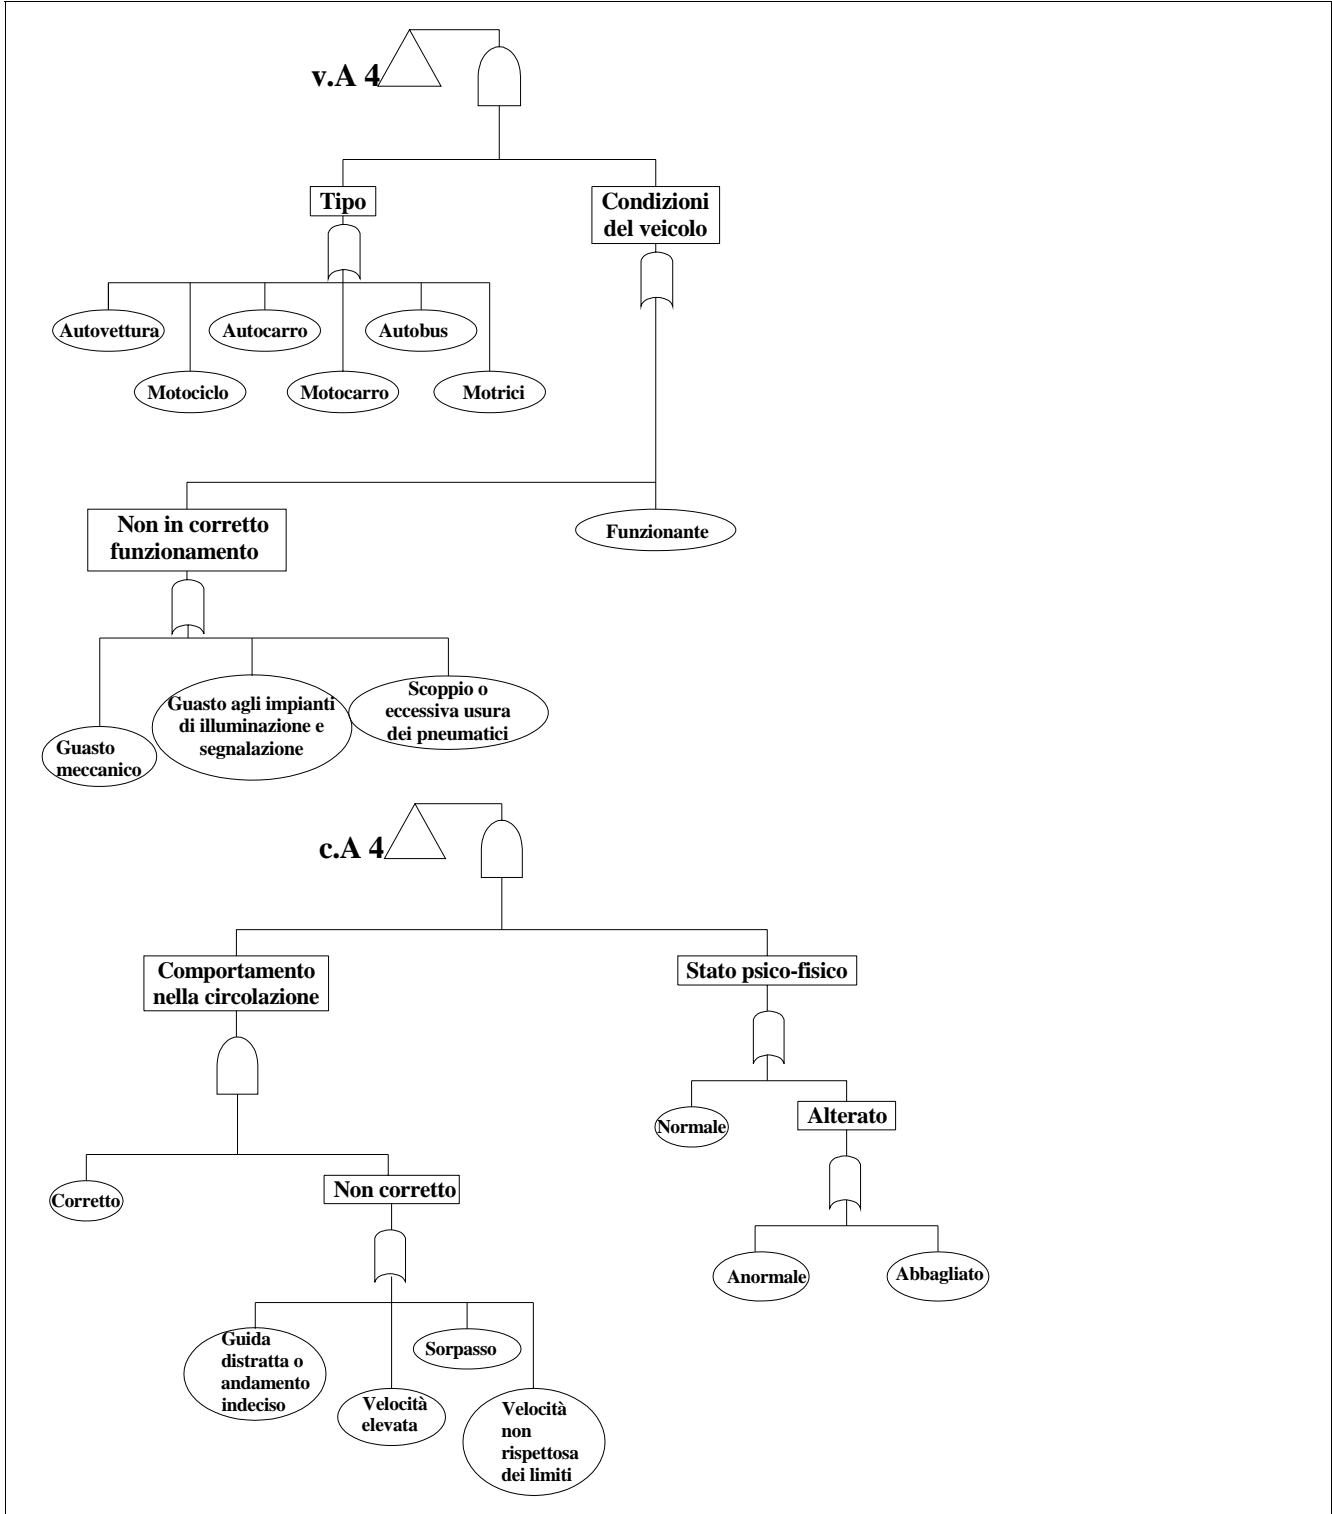 v.A 4
Tipo
Condizioni
del veicolo
Autovettura
Autocarro
Autobus
Motociclo
Motocarro
Motrici
Non in corretto
funzionamento
Funzionante
Guasto
meccanico
Guasto agli impianti
di illuminazione e
segnalazione
Scoppio o
eccessiva usura
dei pneumatici
c.A 4
Comportamento
nella circolazione
Stato psico-fisico
Normale
Alterato
Corretto
Non corretto
Anormale
Abbagliato
Guida
distratta o
andamento
indeciso
Velocità
elevata
Sorpasso
Velocità
non
rispettosa
dei limiti